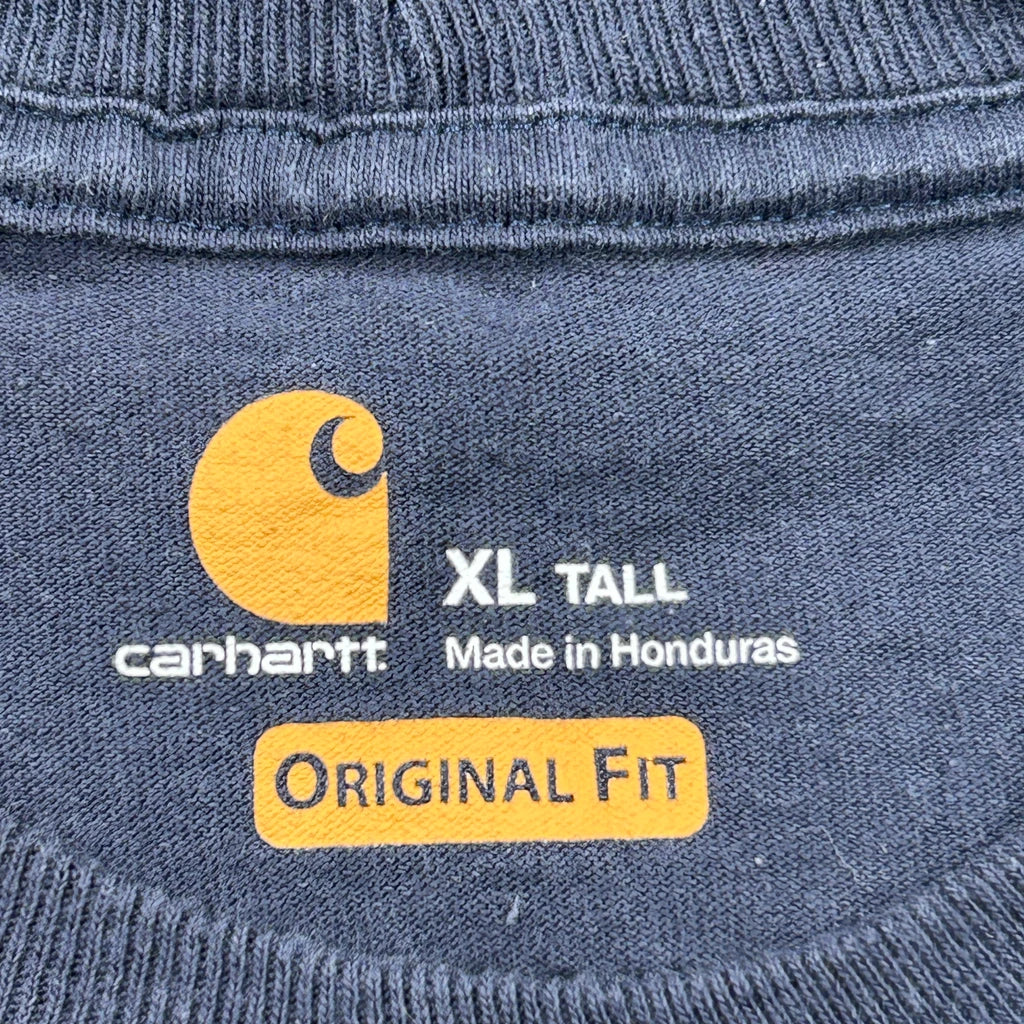 XL TALL
carhartt
Made in Honduras
ORIGINAL FIT